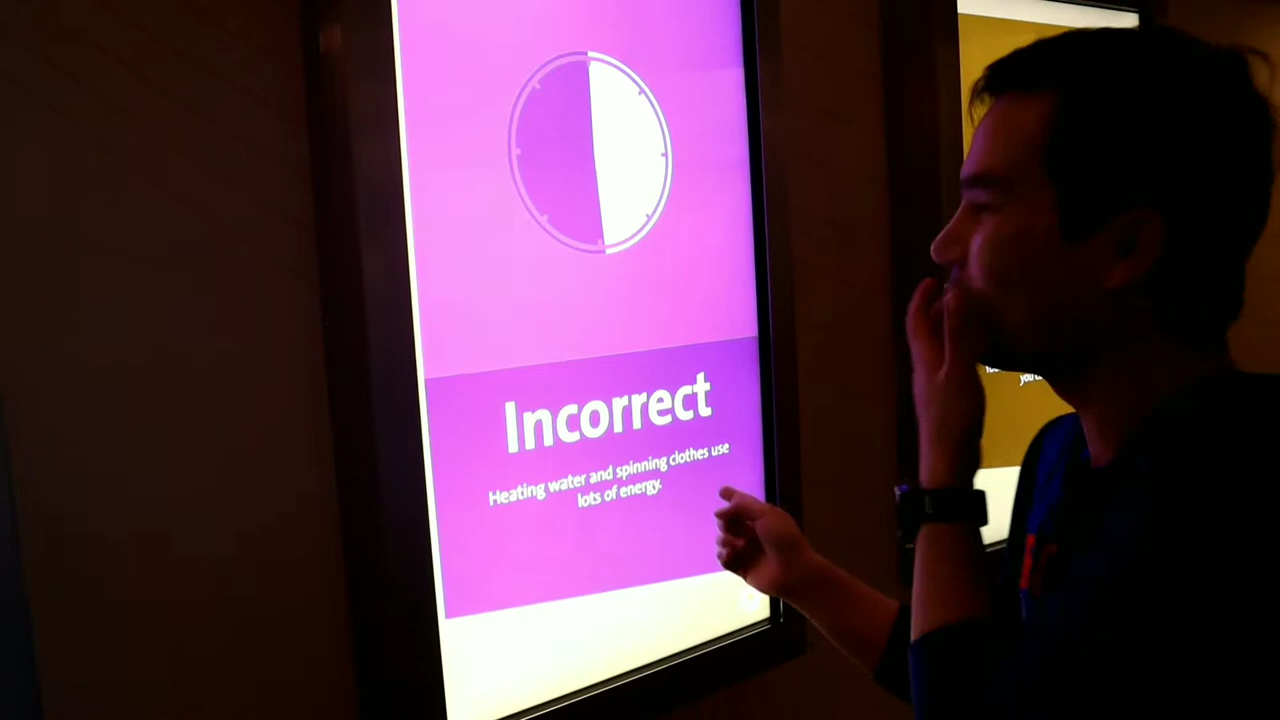 Incorrect
Heating water and spinning clothes use
lots of energy.